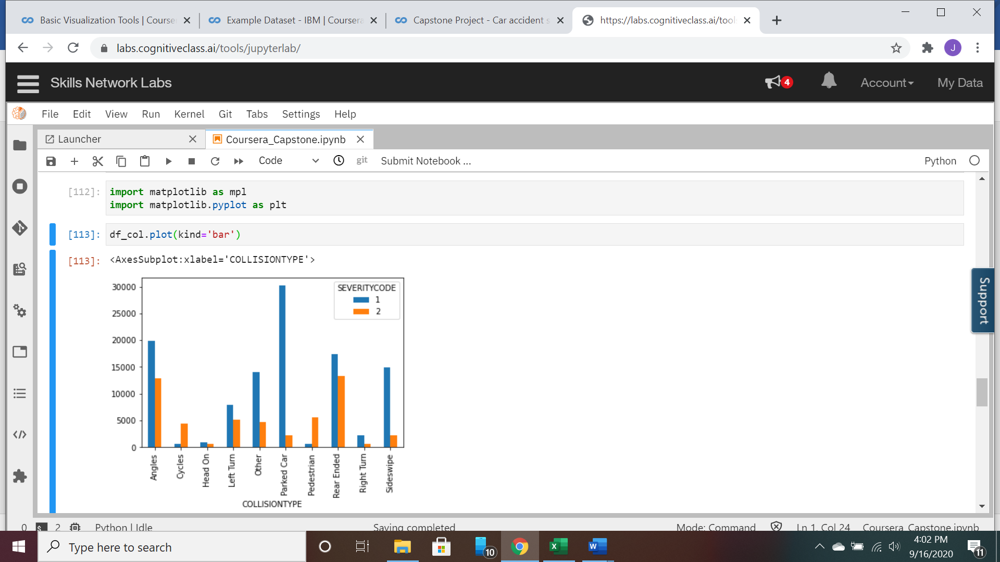 Basic Visualization Tools | Course
Example Dataset - IBM | Coursera
Capstone Project - Car accident s
https://labs.cognitiveclass.ai/tool
labs.cognitiveclass.ai/tools/jupyterlab/
J
Skills Network Labs
4
Account
My Data
File Edit View Run Kernel Git Tabs Settings Help
Launcher
Coursera_Capstone.ipynb
Code
git
Submit Notebook ...
Python
[112]:
import matplotlib as mpl
import matplotlib.pyplot as plt
[113]:
df_col.plot(kind='bar')
[113]:
<AxesSubplot:xlabel='COLLISIONTYPE'>
30000
25000
20000
15000
10000
5000
0
SEVERITYCODE
1
2
Angles
Cycles
Head On
Left Turn
Other
Parked Car
Pedestrian
Rear Ended
Right Turn
Sideswipe
COLLISIONTYPE
Support
0
$
2
Python | Idle
Saving completed
Mode: Command
Ln 1, Col 24
Coursera_Capstone.ipynb
Type here to search
10
X
W
4:02 PM
9/16/2020
11